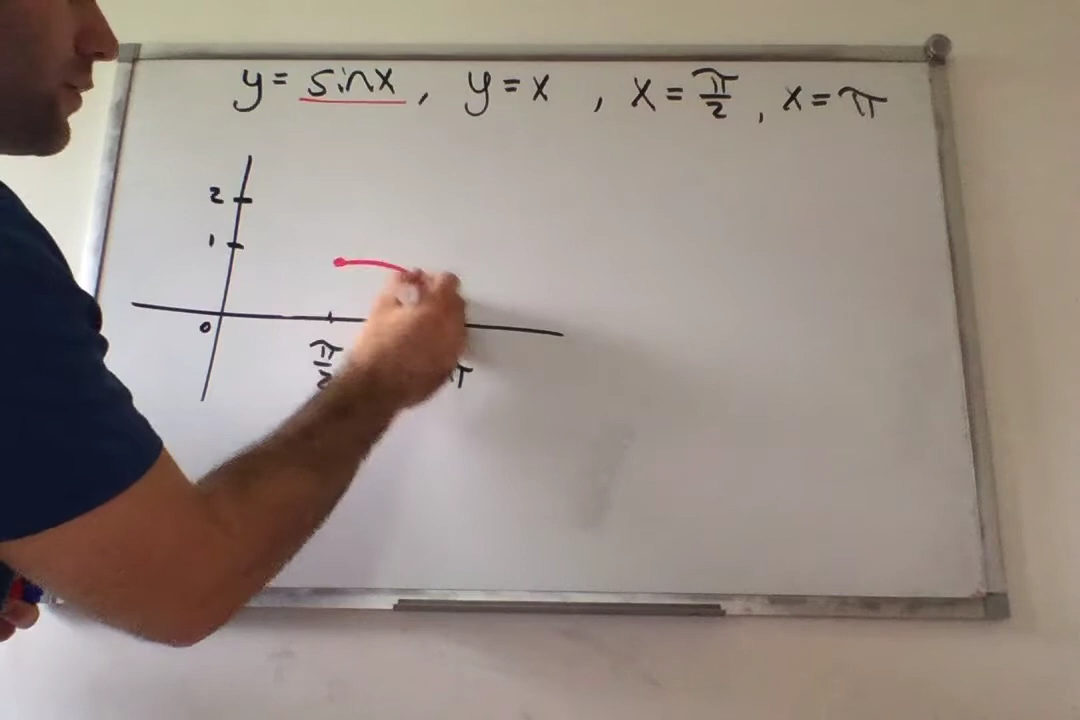 y = sinx, y = x, x = π/2, x = π
2
1
0
π/2 π